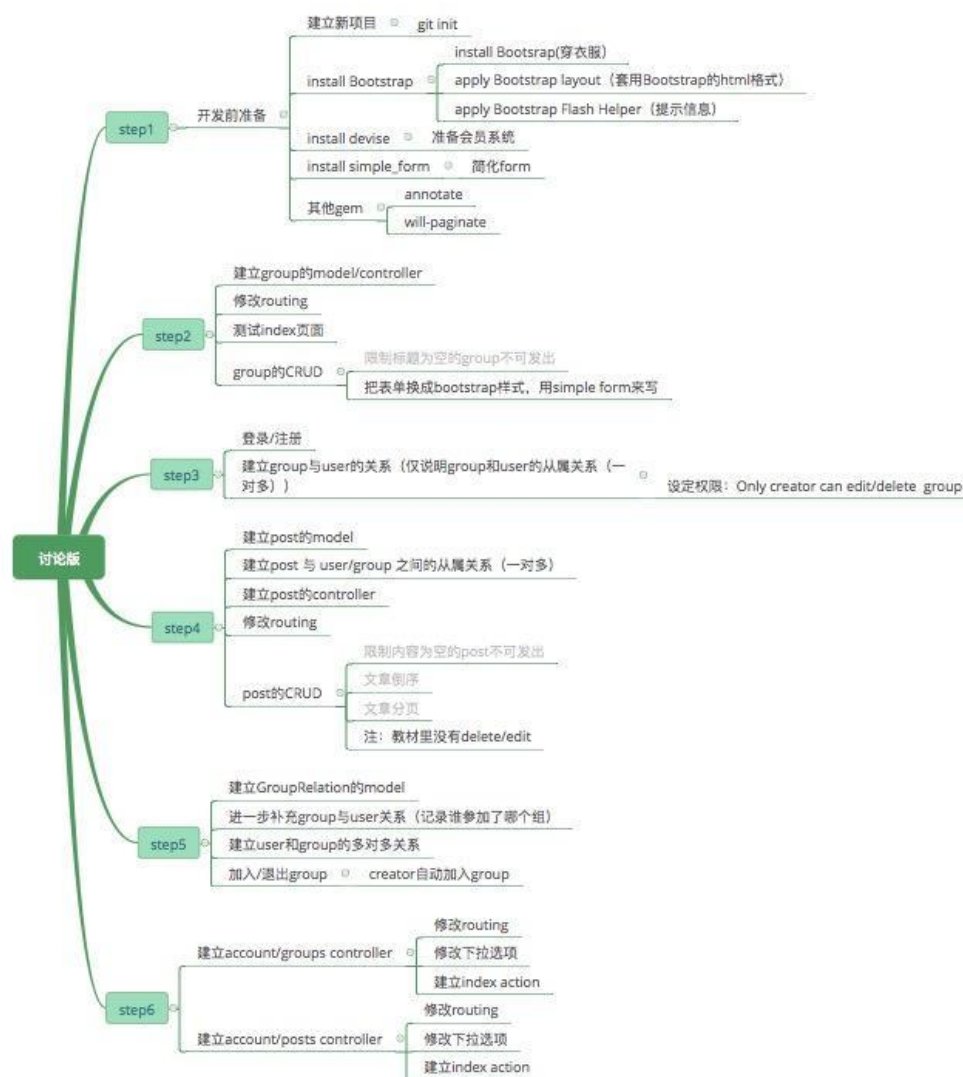 讨论版
step1
开发前准备
建立新项目
git init
install Bootstrap
install Bootsrap(穿衣服）
apply Bootstrap layout（套用Bootstrap的html格式）
apply Bootstrap Flash Helper（提示信息）
install devise
准备会员系统
install simple_form
简化form
其他gem
annotate
will-paginate
step2
建立group的model/controller
修改routing
测试index页面
group的CRUD
限制标题为空的group不可发出
把表单换成bootstrap样式，用simple form来写
step3
登录/注册
建立group与user的关系（仅说明group和user的从属关系（一
对多））
设定权限：Only creator can edit/delete group
step4
建立post的model
建立post 与 user/group 之间的从属关系（一对多）
建立post的controller
修改routing
post的CRUD
限制内容为空的post不可发出
文章倒序
文章分页
注：教材里没有delete/edit
step5
建立GroupRelation的model
进一步补充group与user关系（记录谁参加了哪个组）
建立user和group的多对多关系
加入/退出group
creator自动加入group
step6
建立account/groups controller
修改routing
修改下拉选项
建立index action
建立account/posts controller
修改routing
修改下拉选项
建立index action